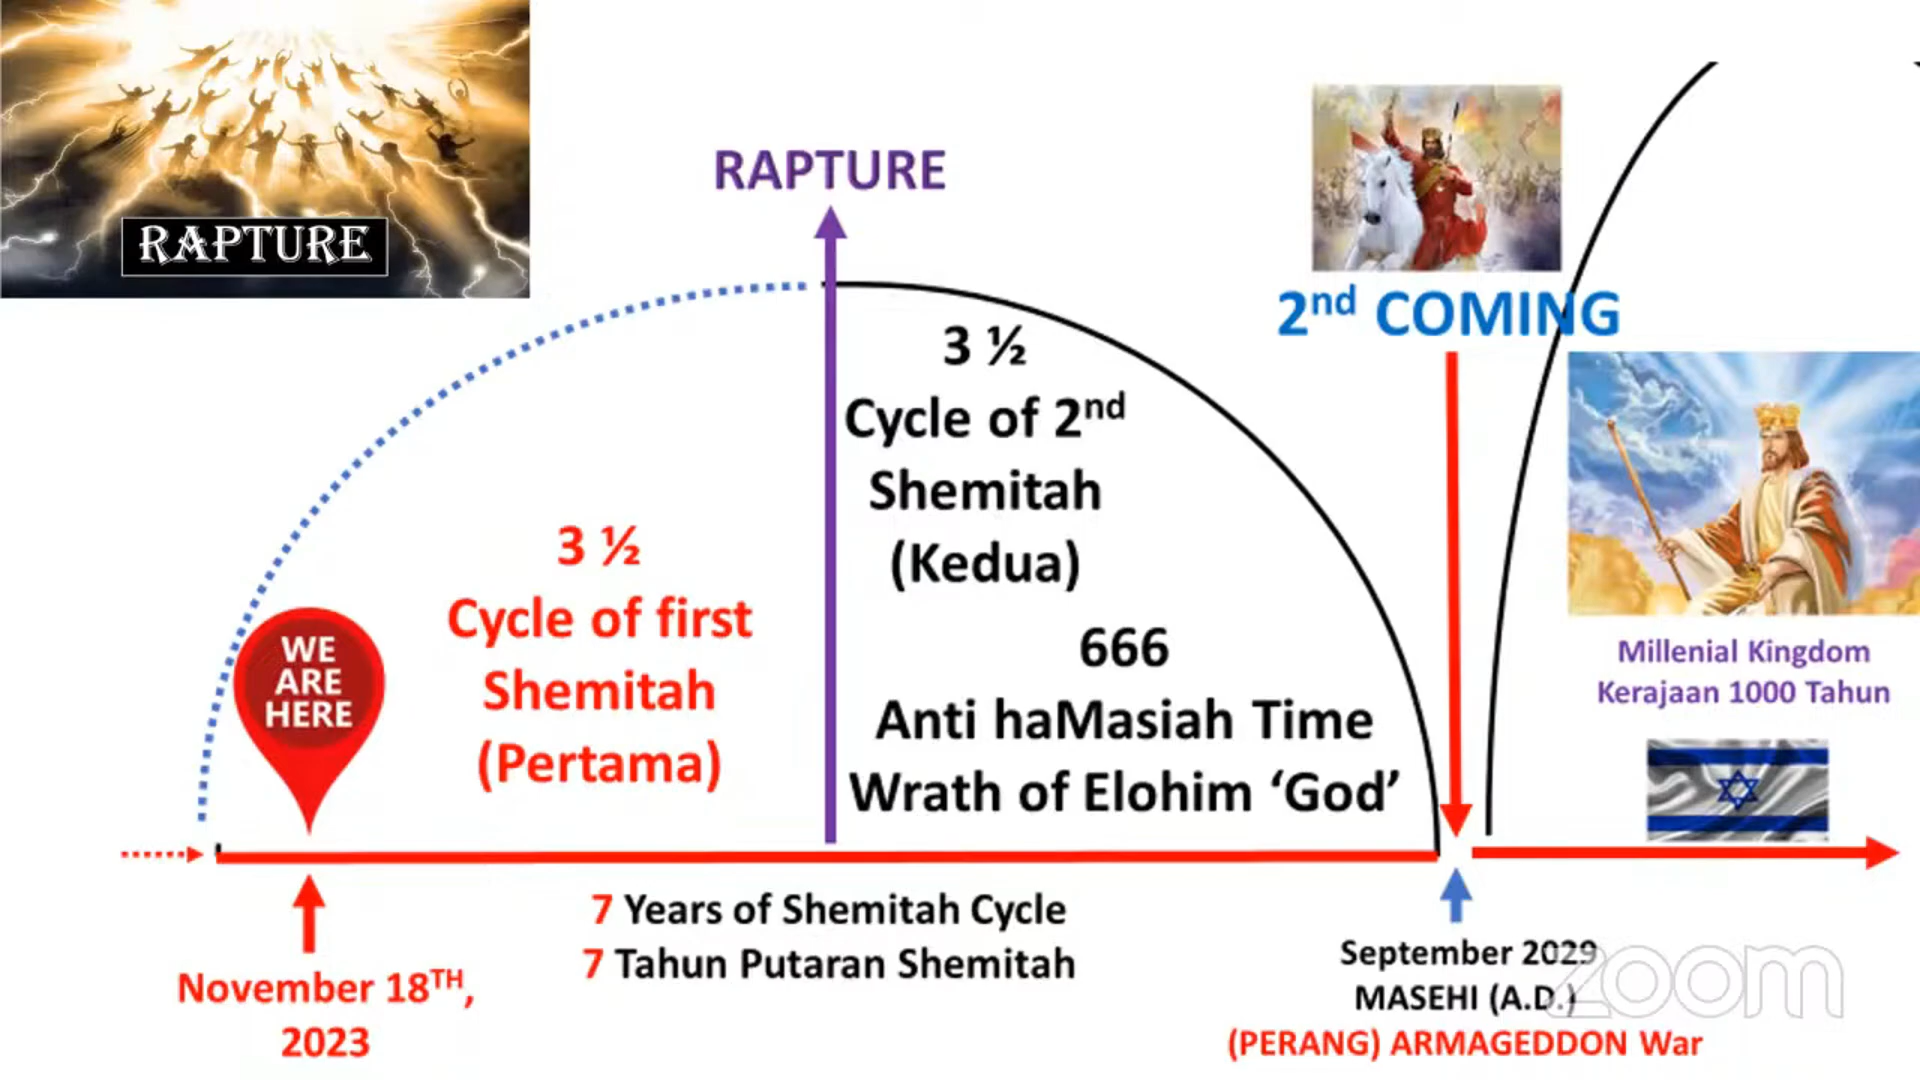 RAPTURE
RAPTURE
2nd COMING
3 ½
Cycle of 2nd
Shemitah
(Kedua)
3 ½
Cycle of first
Shemitah
(Pertama)
WE
ARE
HERE
666
Anti haMasiah Time
Wrath of Elohim ‘God’
Millenial Kingdom
Kerajaan 1000 Tahun
7 Years of Shemitah Cycle
7 Tahun Putaran Shemitah
November 18TH,
2023
September 2029
MASEHI (A.D.)
(PERANG) ARMAGEDDON War
zoom